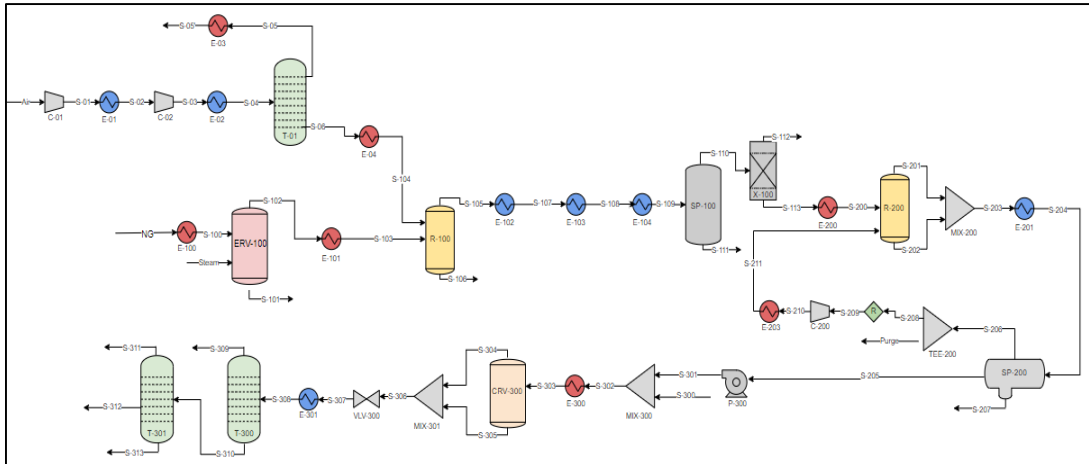 S-05'
S-05
E-03
Air
C-01
S-01
E-01
S-02
C-02
S-03
E-02
S-04
T-01
S-06
E-04
S-104
NG
E-100
S-100
Steam
ERV-100
S-101
S-102
E-101
S-103
R-100
S-105
S-106
E-102
S-107
E-103
S-108
E-104
S-109
SP-100
S-110
S-111
X-100
S-112
S-113
E-200
S-200
R-200
S-201
S-202
MIX-200
S-203
E-201
S-204
S-211
E-203
S-210
C-200
S-209
R
S-208
Purge
TEE-200
S-206
SP-200
S-205
S-207
P-300
S-301
S-300
MIX-300
S-302
E-300
S-303
CRV-300
S-304
S-305
MIX-301
S-306
VLV-300
S-307
E-301
S-308
T-300
S-309
S-310
T-301
S-311
S-312
S-313